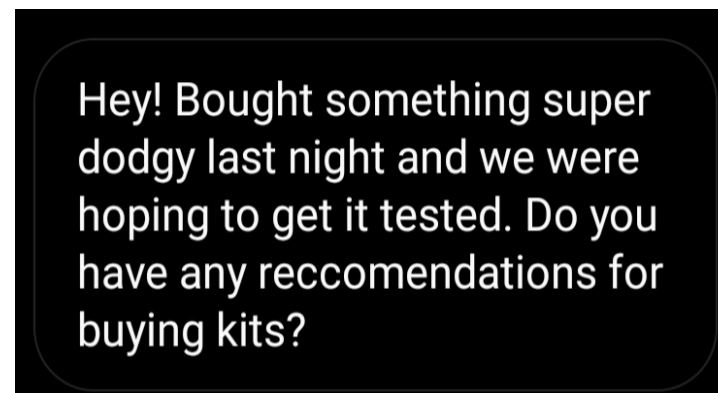 Hey! Bought something super
dodgy last night and we were
hoping to get it tested. Do you
have any reccomendations for
buying kits?